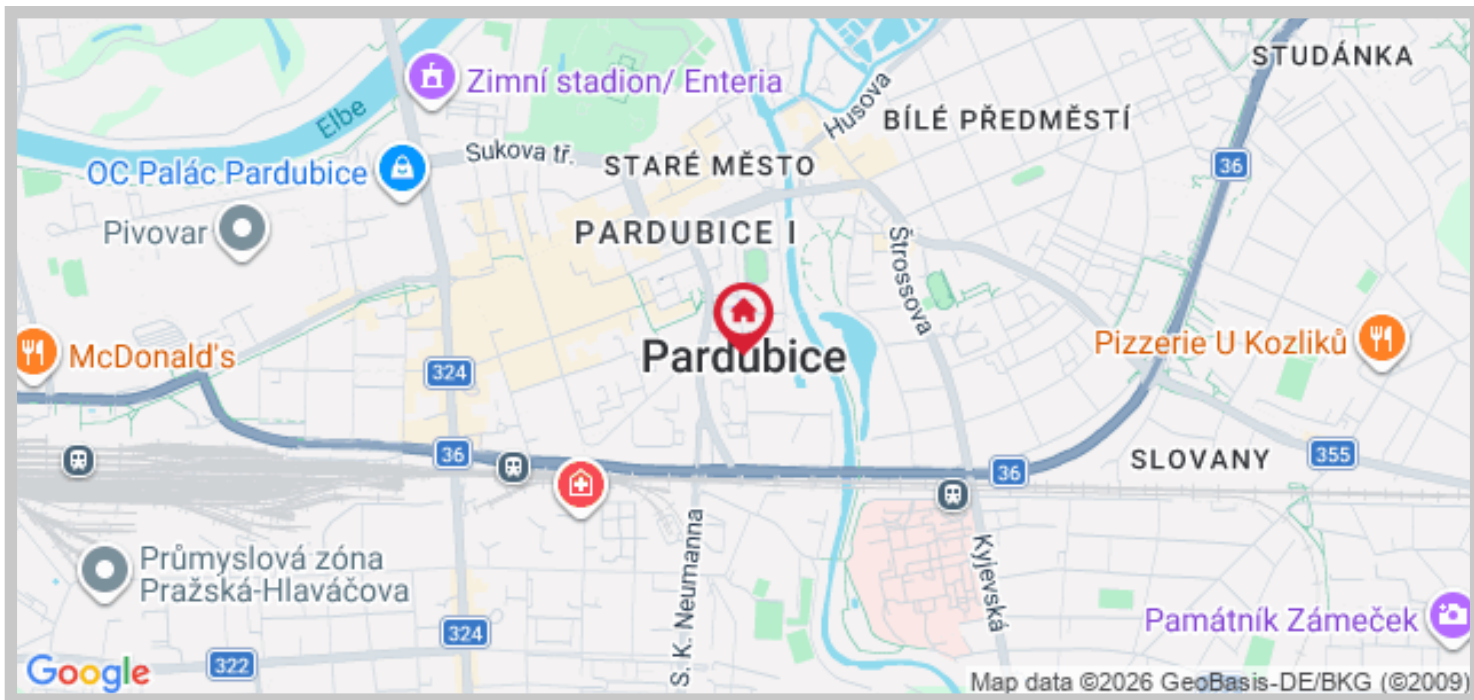 STUDÁNKA
Zimní stadion/ Enteria
Elbe
Husova
BÍLÉ PŘEDMĚSTÍ
Sukova tř.
STARÉ MĚSTO
36
OC Palác Pardubice
Pivovar
PARDUBICE I
Štrossova
McDonald's
Pardubice
Pizzerie U Kozliků
324
36
36
SLOVANY
355
Průmyslová zóna
Pražská-Hlaváčova
S. K. Neumanna
Kyjevská
Památník Zámeček
324
322
Google
Map data ©2026 GeoBasis-DE/BKG (©2009)